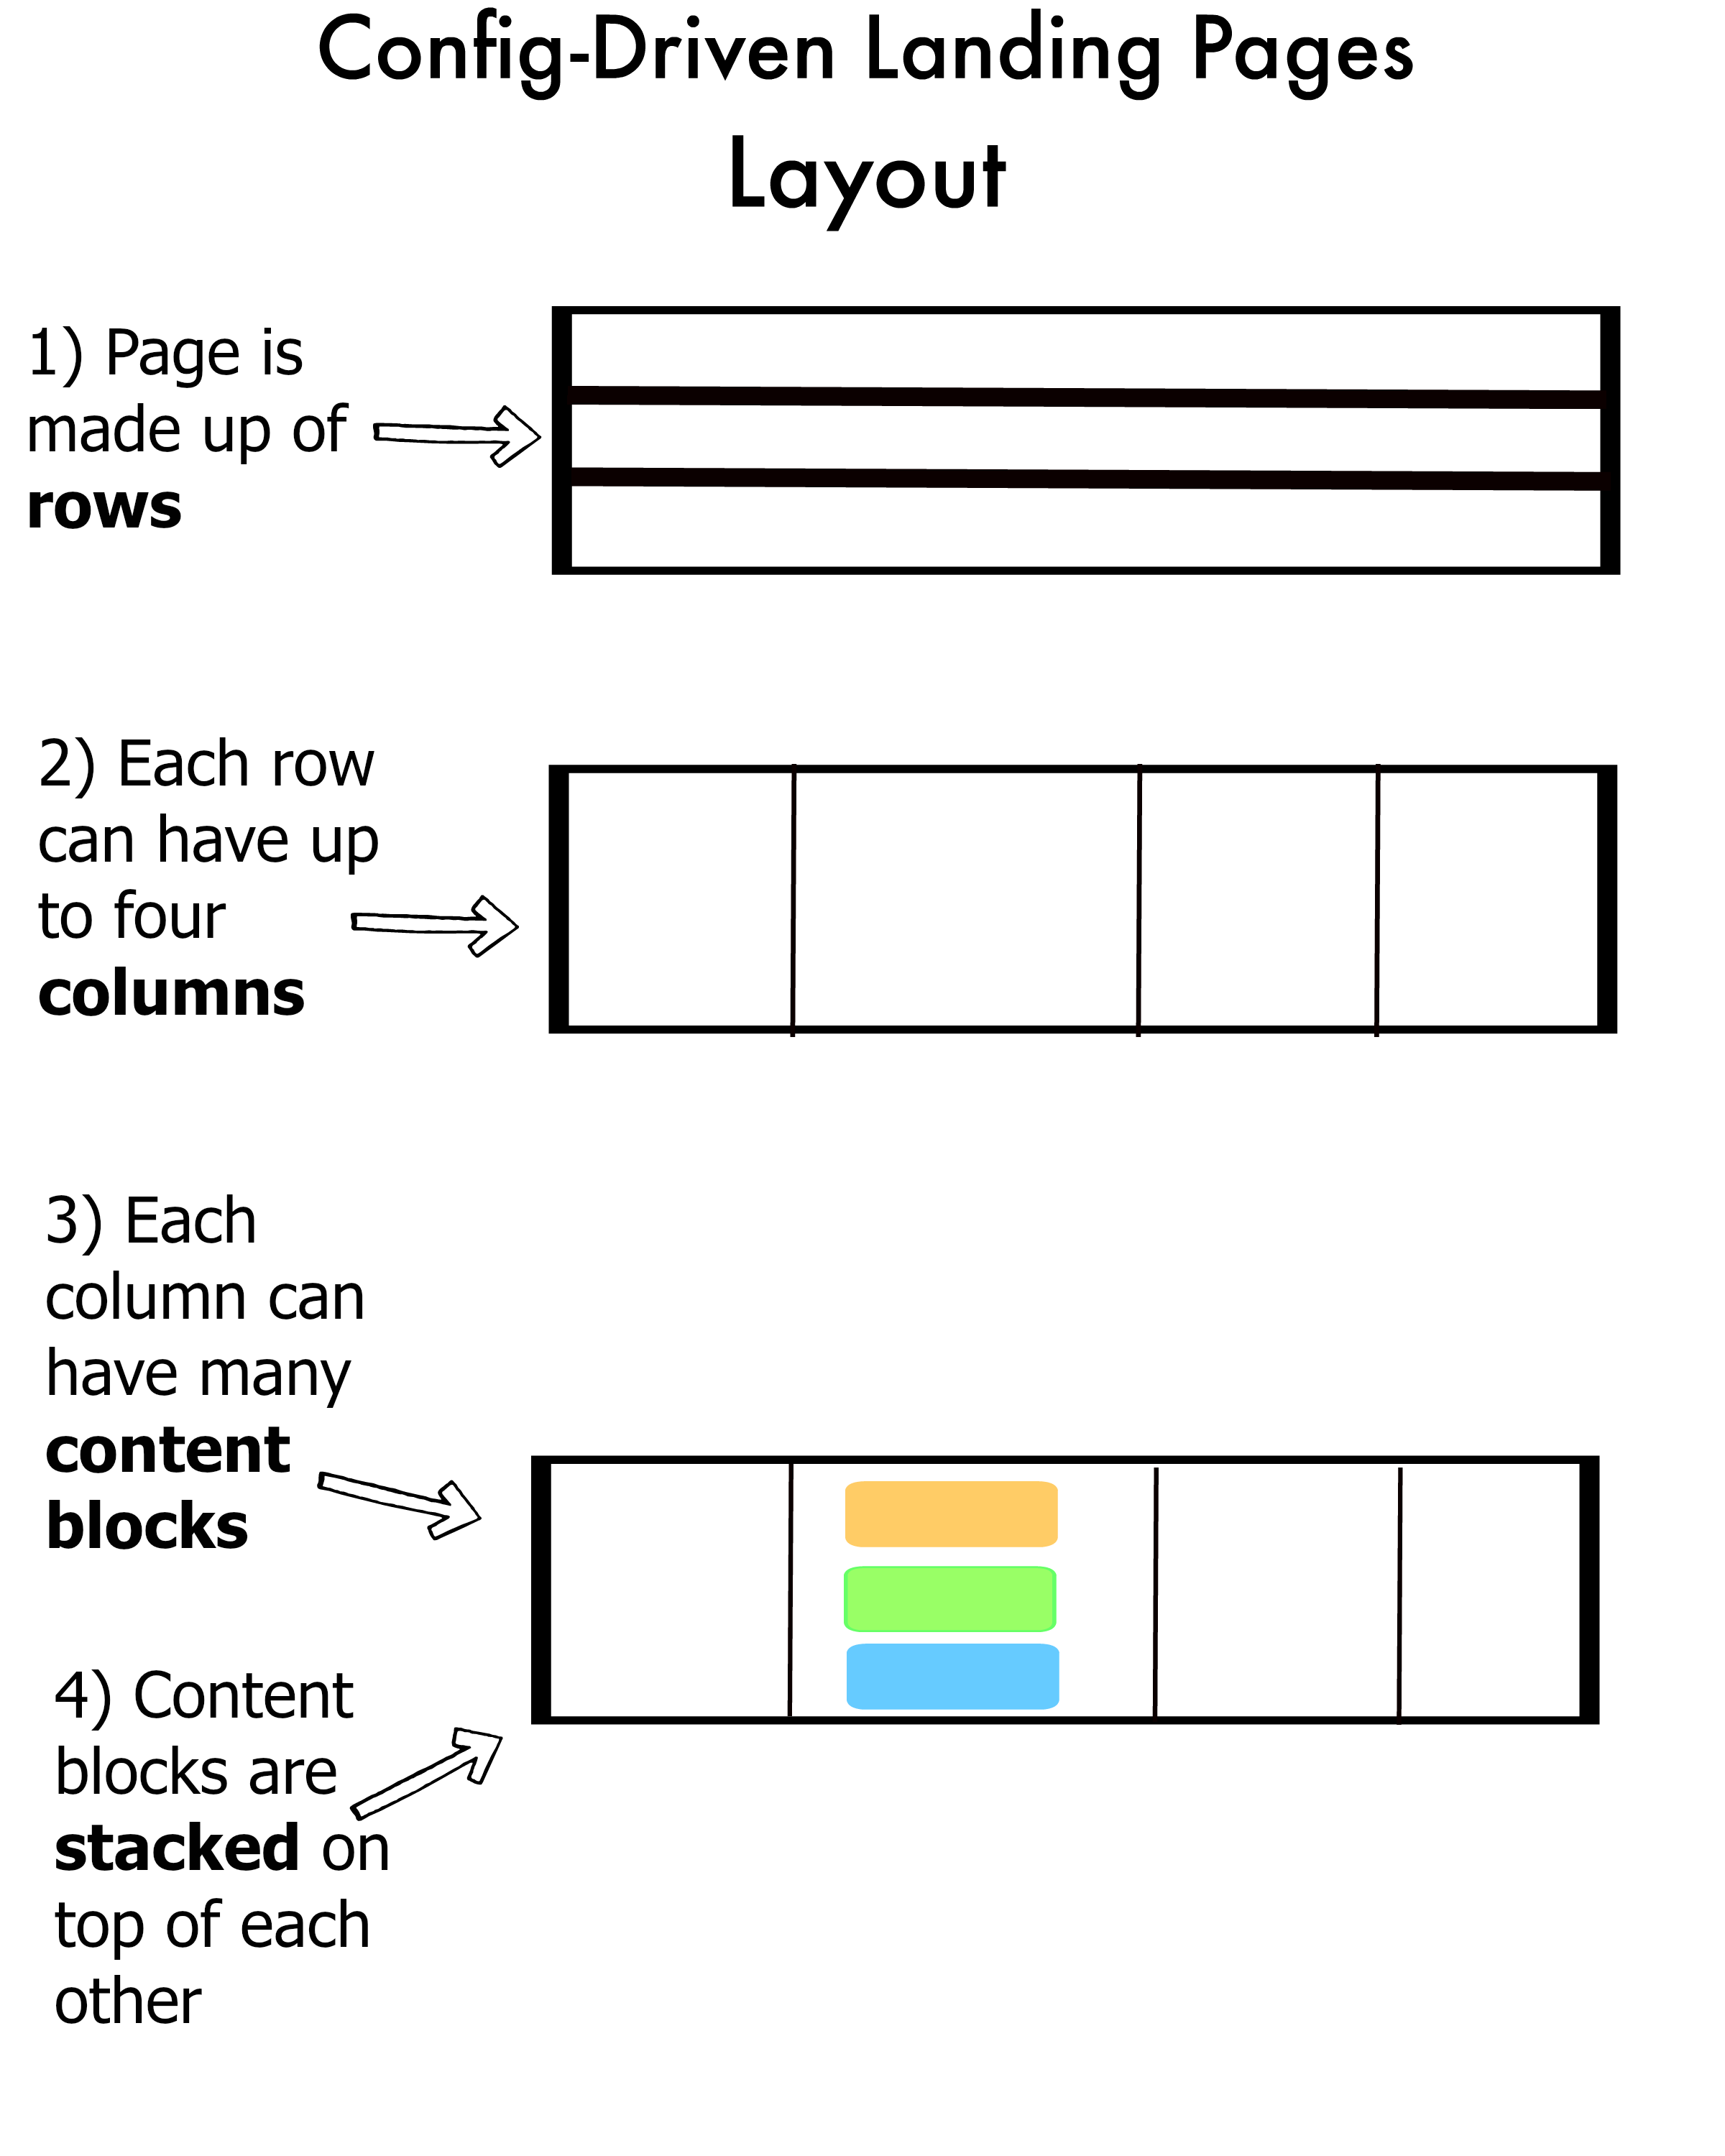 Config-Driven Landing Pages
Layout
1) Page is
made up of
rows
2) Each row
can have up
to four
columns
3) Each
column can
have many
content
blocks
4) Content
blocks are
stacked on
top of each
other